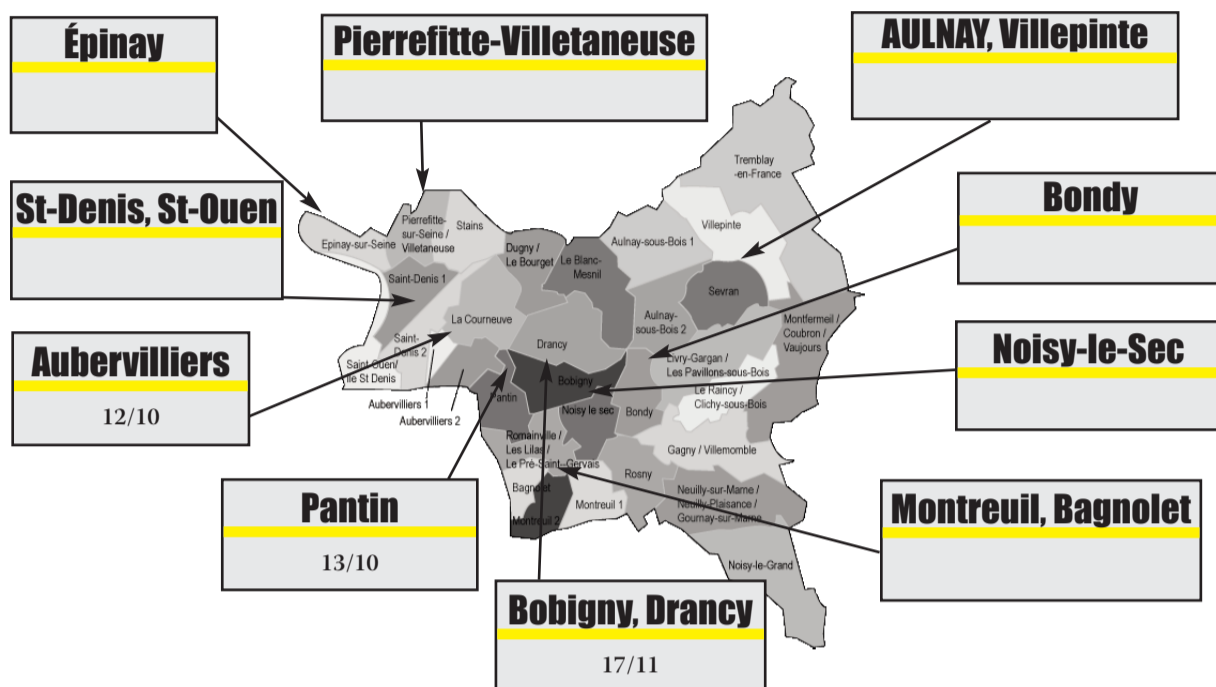 Épinay
Pierrefitte-Villetaneuse
AULNAY, Villepinte
St-Denis, St-Ouen
Bondy
Aubervilliers
12/10
Noisy-le-Sec
Pantin
13/10
Montreuil, Bagnolet
Bobigny, Drancy
17/11
Tremblay
-en-France
Villepinte
Epinay-sur-Seine
Pierrefitte-
sur-Seine /
Villetaneuse
Stains
Dugny /
Le Bourget
Le Blanc-
Mesnil
Aulnay-sous-Bois 1
Saint-Denis 1
Sevran
La Courneuve
Aulnay-
sous-Bois 2
Montfermeil /
Coubron /
Vaujours
Saint-
Denis 2
Drancy
Livry-Gargan /
Les Pavillons-sous-Bois
Saint Ouen/
Ile St Denis
Bobigny
Le Raincy /
Clichy-sous-Bois
Aubervilliers 1
Aubervilliers 2
Pantin
Noisy le sec
Bondy
Romainville /
Les Lilas /
Le Pré-Saint-Gervais
Gagny / Villemomble
Rosny
Bagnolet
Montreuil 1
Montreuil 2
Neuilly-sur-Marne /
Neuilly-Plaisance /
Gournay-sur-Marne
Noisy-le-Grand